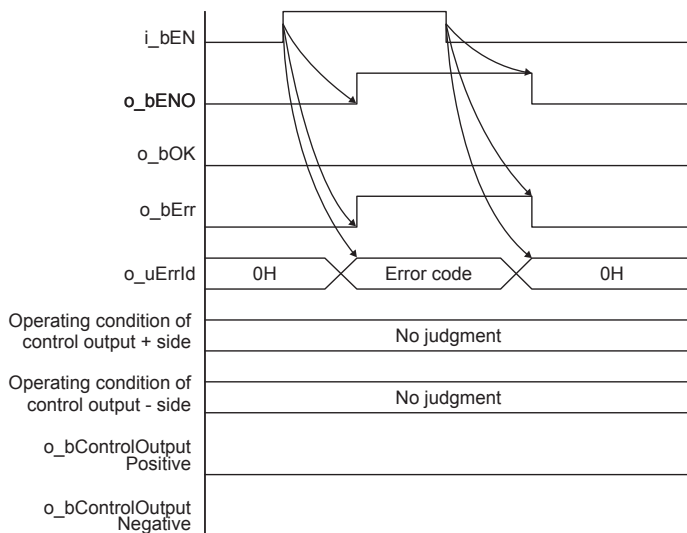 i_bEN
o_bENO
o_bOK
o_bErr
o_uErrId
0H
Error code
0H
Operating condition of
control output + side
No judgment
Operating condition of
control output - side
No judgment
o_bControlOutput
Positive
o_bControlOutput
Negative